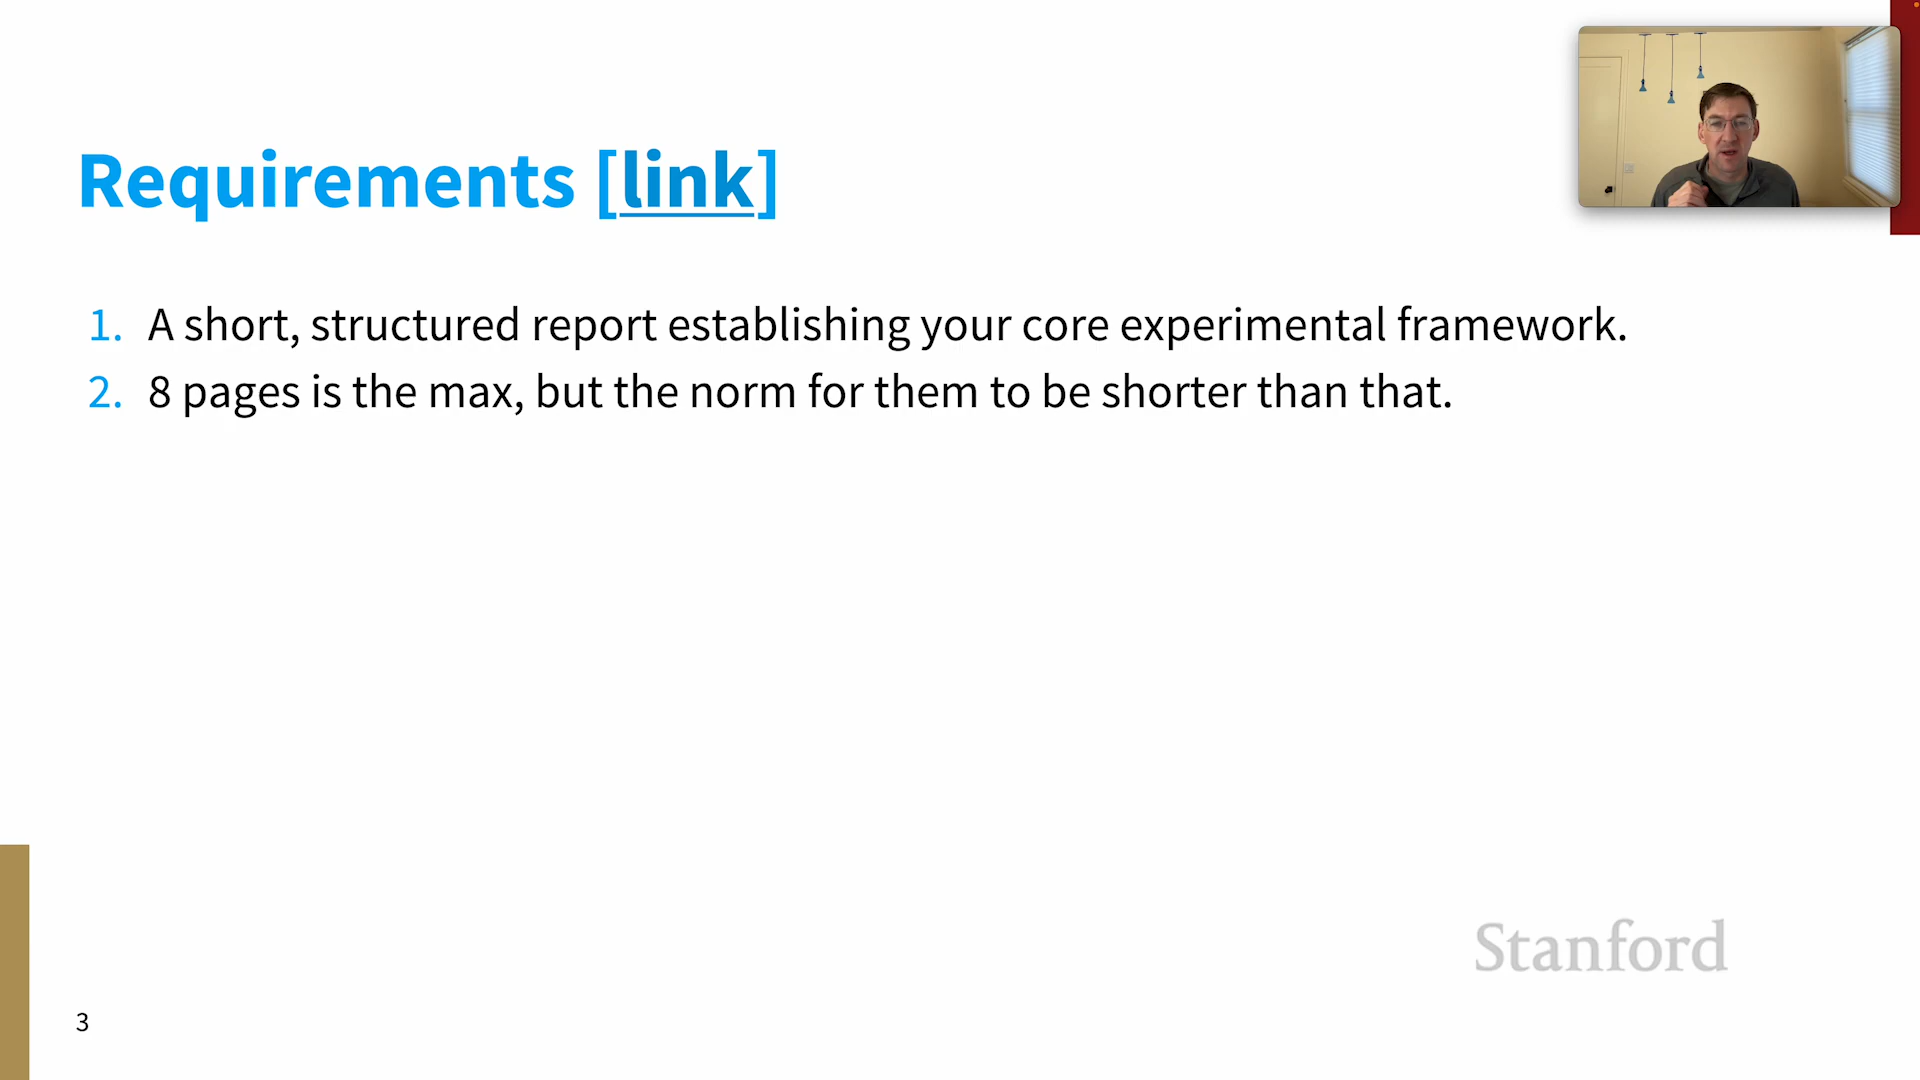 Requirements [link]
1. A short, structured report establishing your core experimental framework.
2. 8 pages is the max, but the norm for them to be shorter than that.
Stanford
3